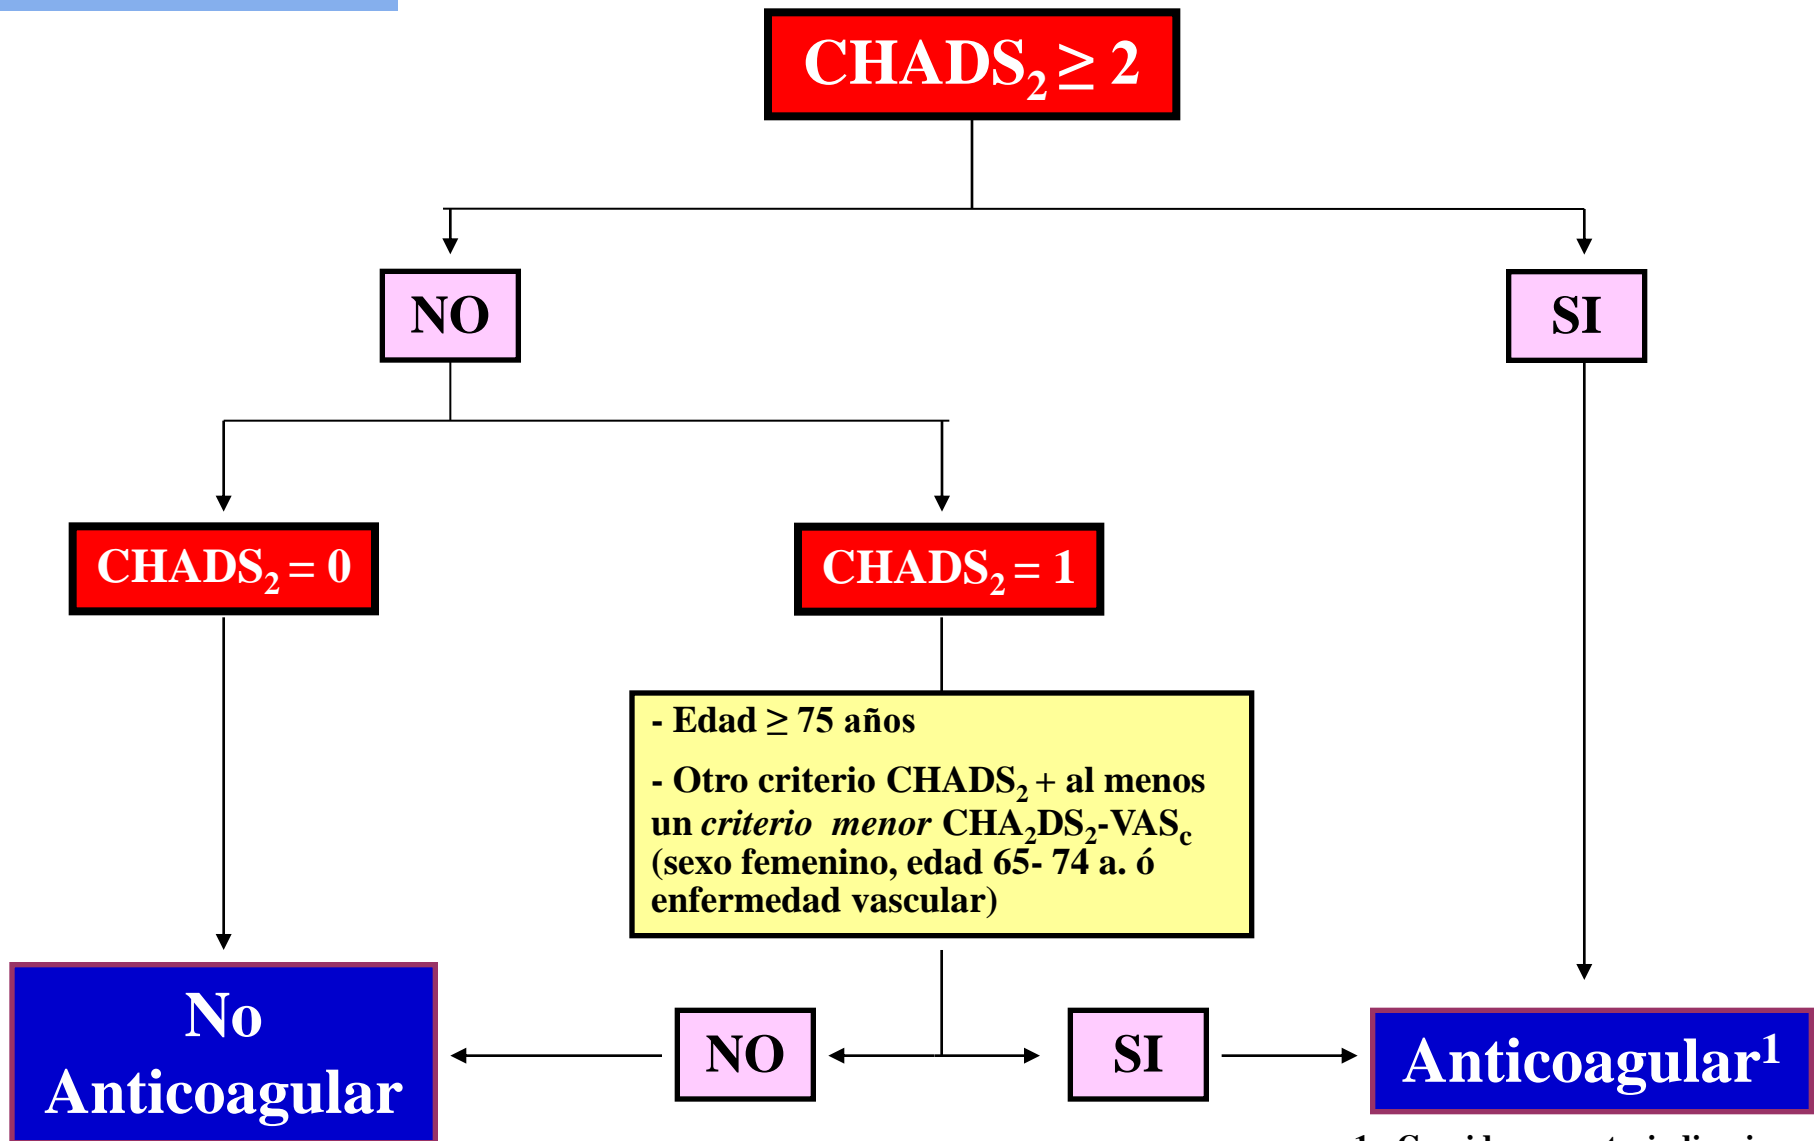 CHADS₂ ≥ 2
NO
SI
CHADS₂ = 0
CHADS₂ = 1
- Edad ≥ 75 años
- Otro criterio CHADS₂ + al menos
un criterio menor CHA₂DS₂-VASc
(sexo femenino, edad 65- 74 a. ó
enfermedad vascular)
No
Anticoagular
NO
SI
Anticoagular¹